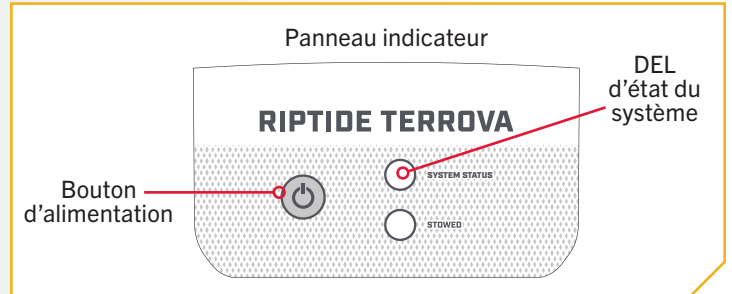 Panneau indicateur
DEL
d'état du
système
RIPTIDE TERROVA
SYSTEM STATUS
Bouton
d'alimentation
STOWED